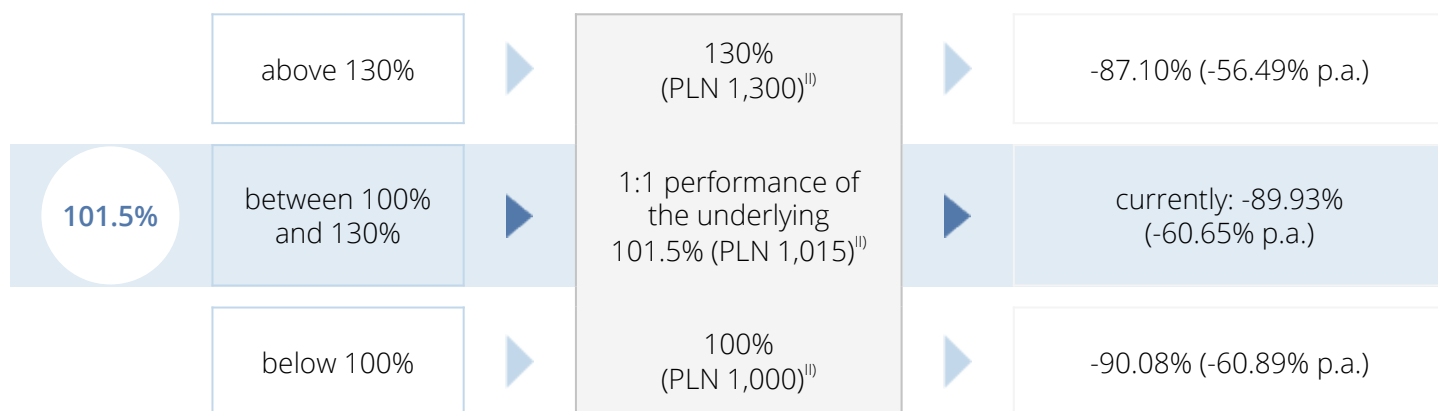 above 130%
130%
(PLN 1,300)II)
-87.10% (-56.49% p.a.)
101.5%
between 100%
and 130%
1:1 performance of
the underlying
101.5% (PLN 1,015)II)
currently: -89.93%
(-60.65% p.a.)
below 100%
100%
(PLN 1,000)II)
-90.08% (-60.89% p.a.)